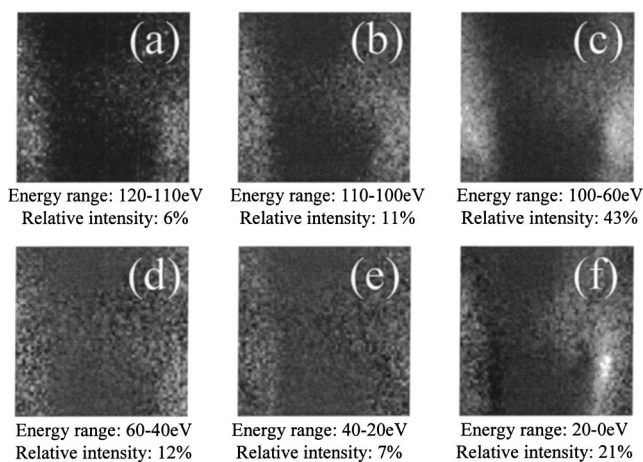 (a) (b) (c)
Energy range: 120-110eV Energy range: 110-100eV Energy range: 100-60eV
Relative intensity: 6% Relative intensity: 11% Relative intensity: 43%
(d) (e) (f)
Energy range: 60-40eV Energy range: 40-20eV Energy range: 20-0eV
Relative intensity: 12% Relative intensity: 7% Relative intensity: 21%